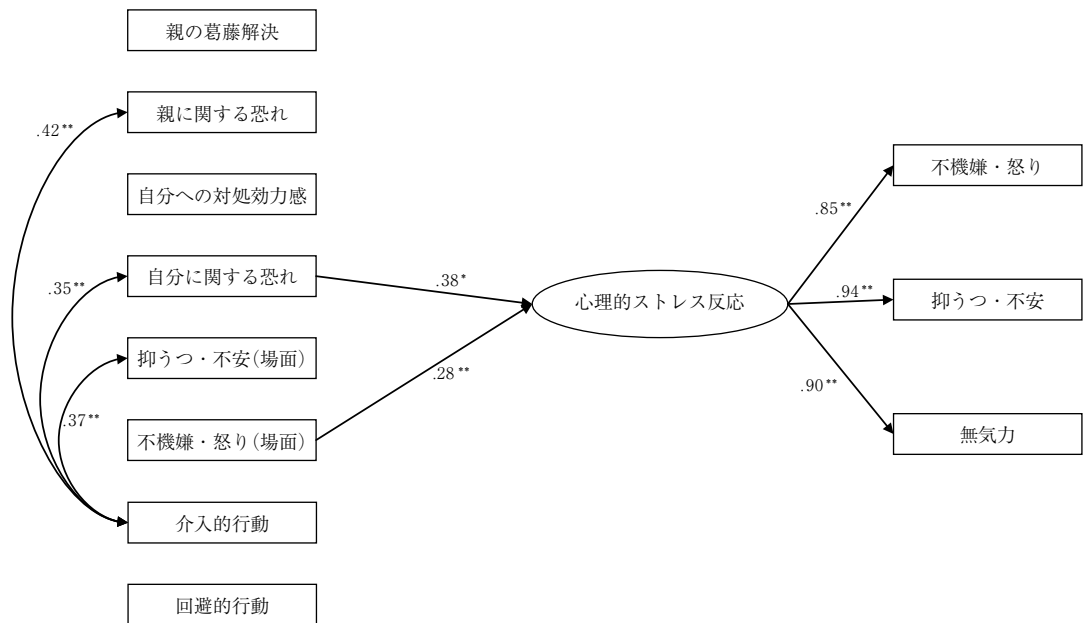 親の葛藤解決
親に関する恐れ
.42**
不機嫌・怒り
自分への対処効力感
.85**
自分に関する恐れ
.35**
.38*
心理的ストレス反応
.94**
抑うつ・不安
抑うつ・不安(場面)
.28**
.90**
.37**
不機嫌・怒り(場面)
無気力
介入的行動
回避的行動